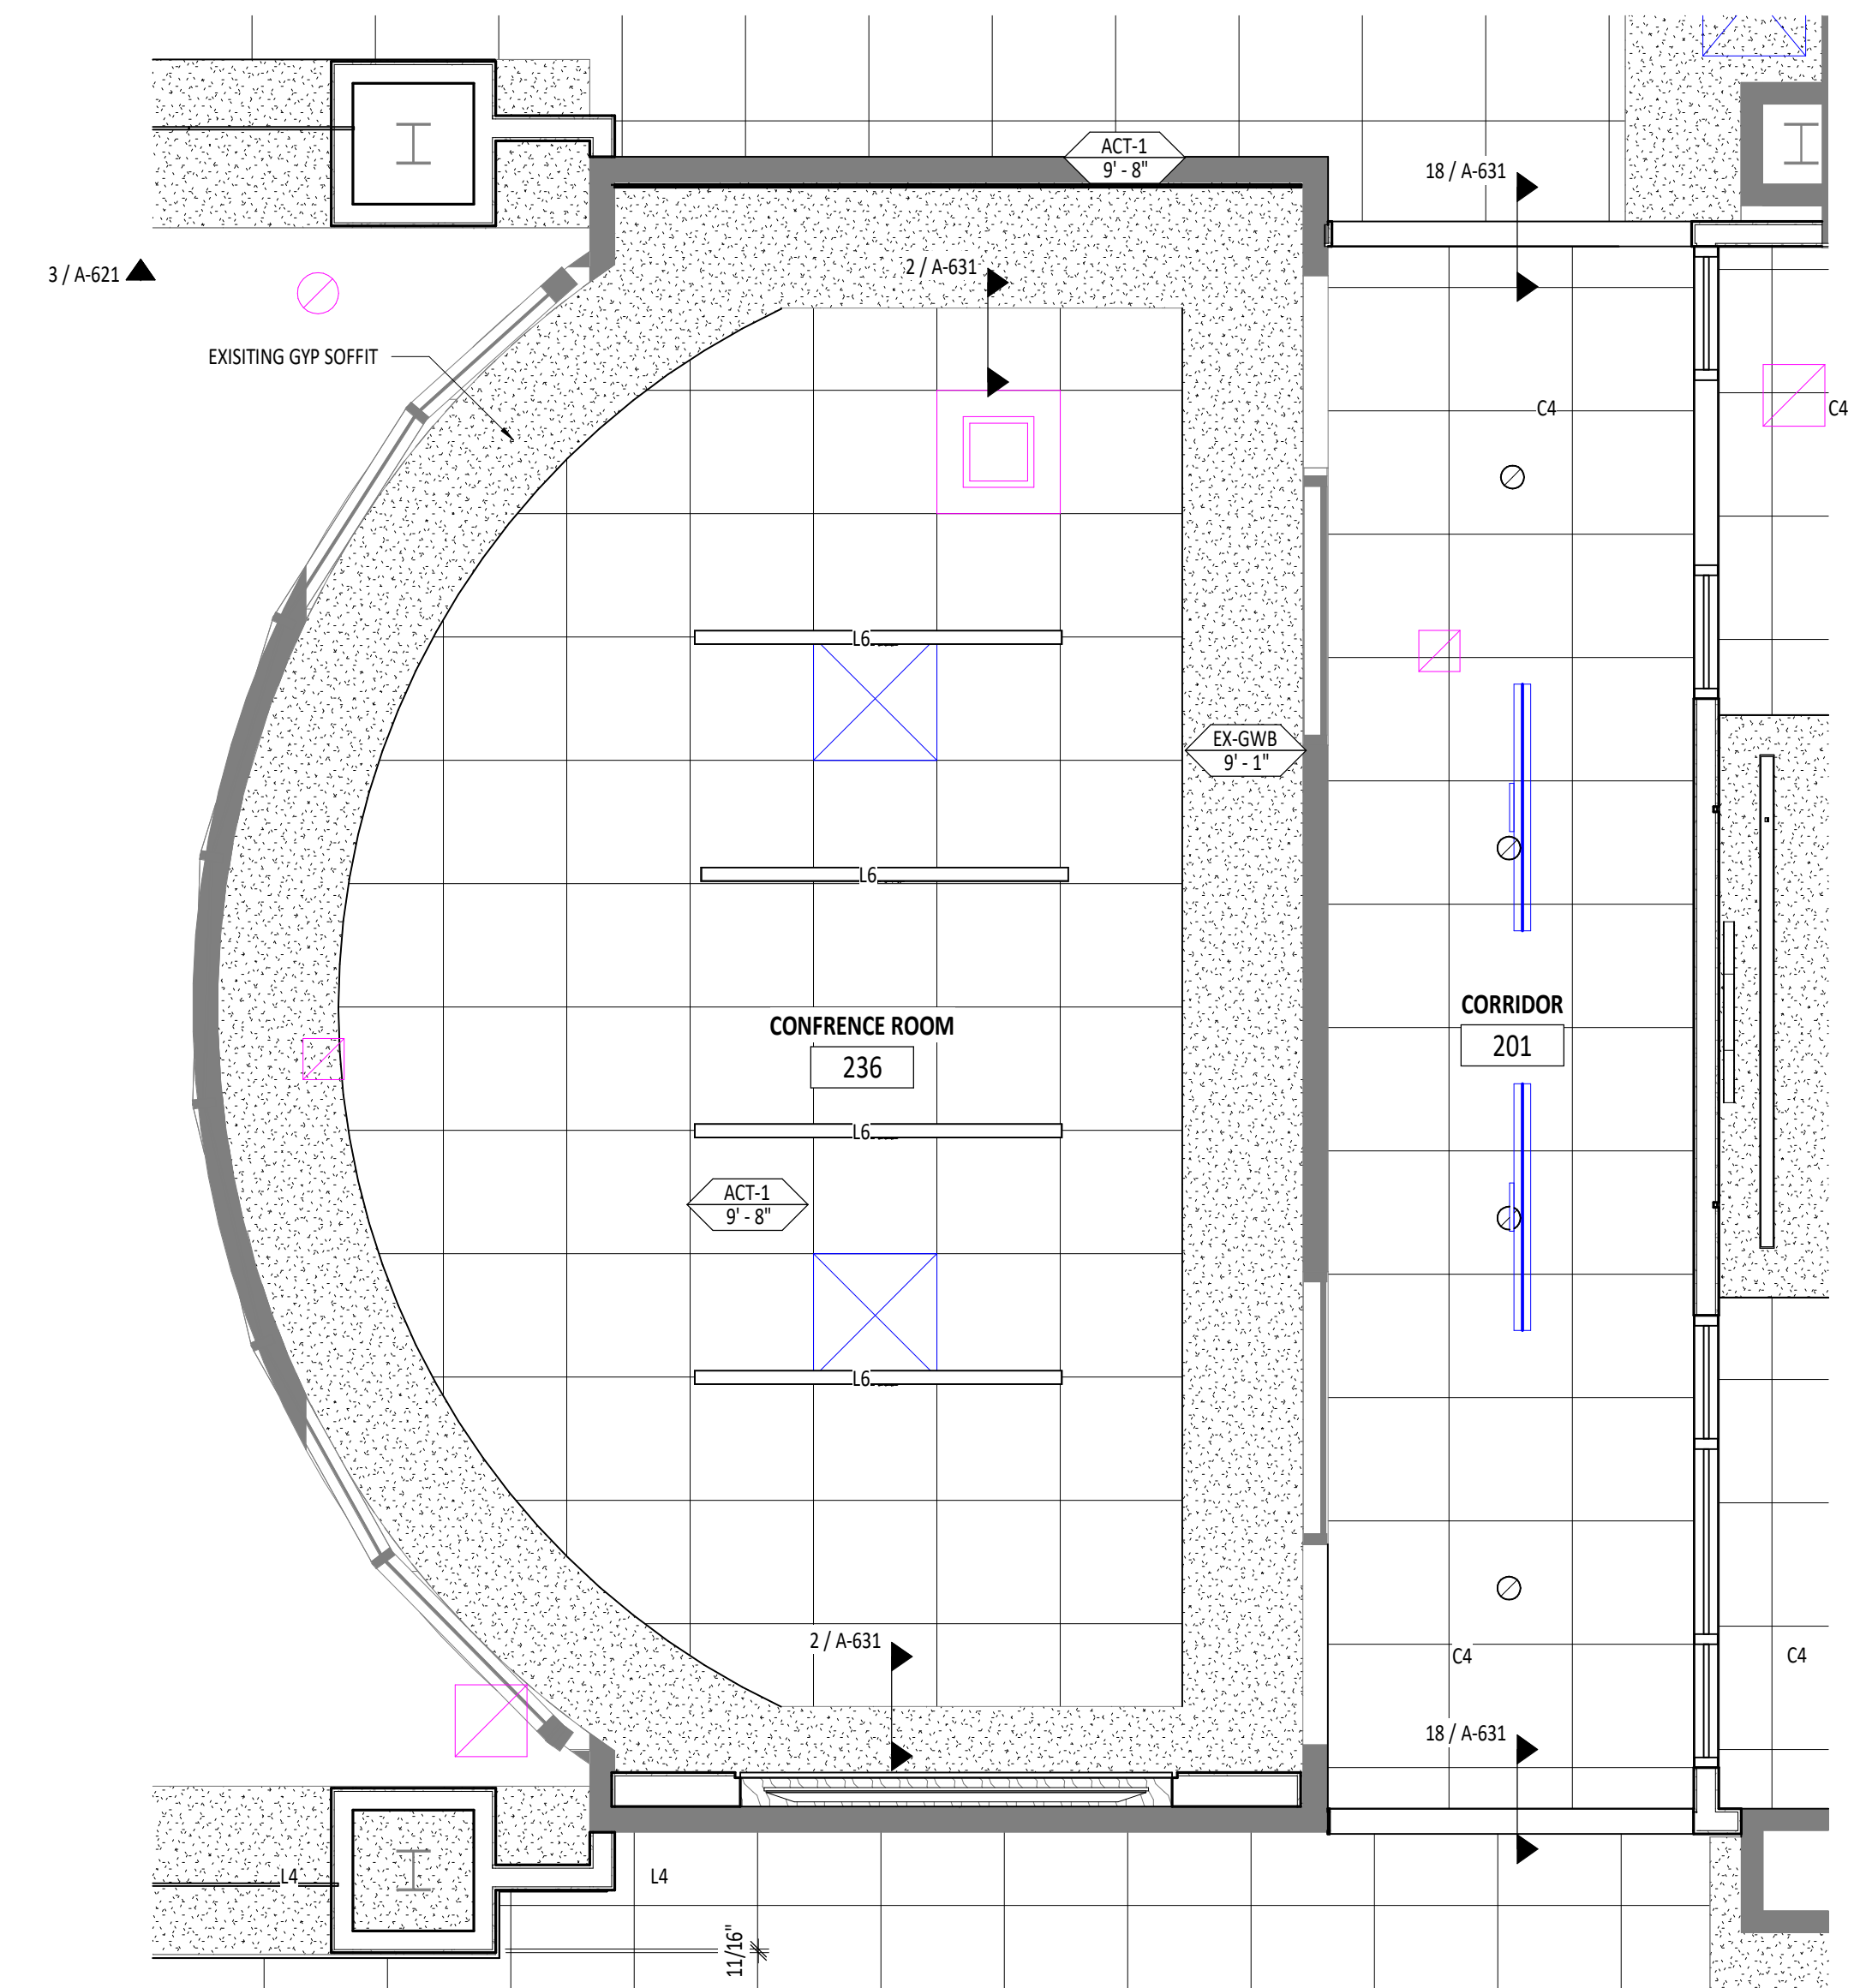 ACT-1
9' - 8"
18 / A-631
3 / A-621
2 / A-631
EXISITING GYP SOFFIT
C4
C4
L6
EX-GWB
9' - 1"
L6
CONFRENCE ROOM
236
CORRIDOR
201
L6
ACT-1
9' - 8"
L6
2 / A-631
C4
C4
18 / A-631
L4
L4
11/16"